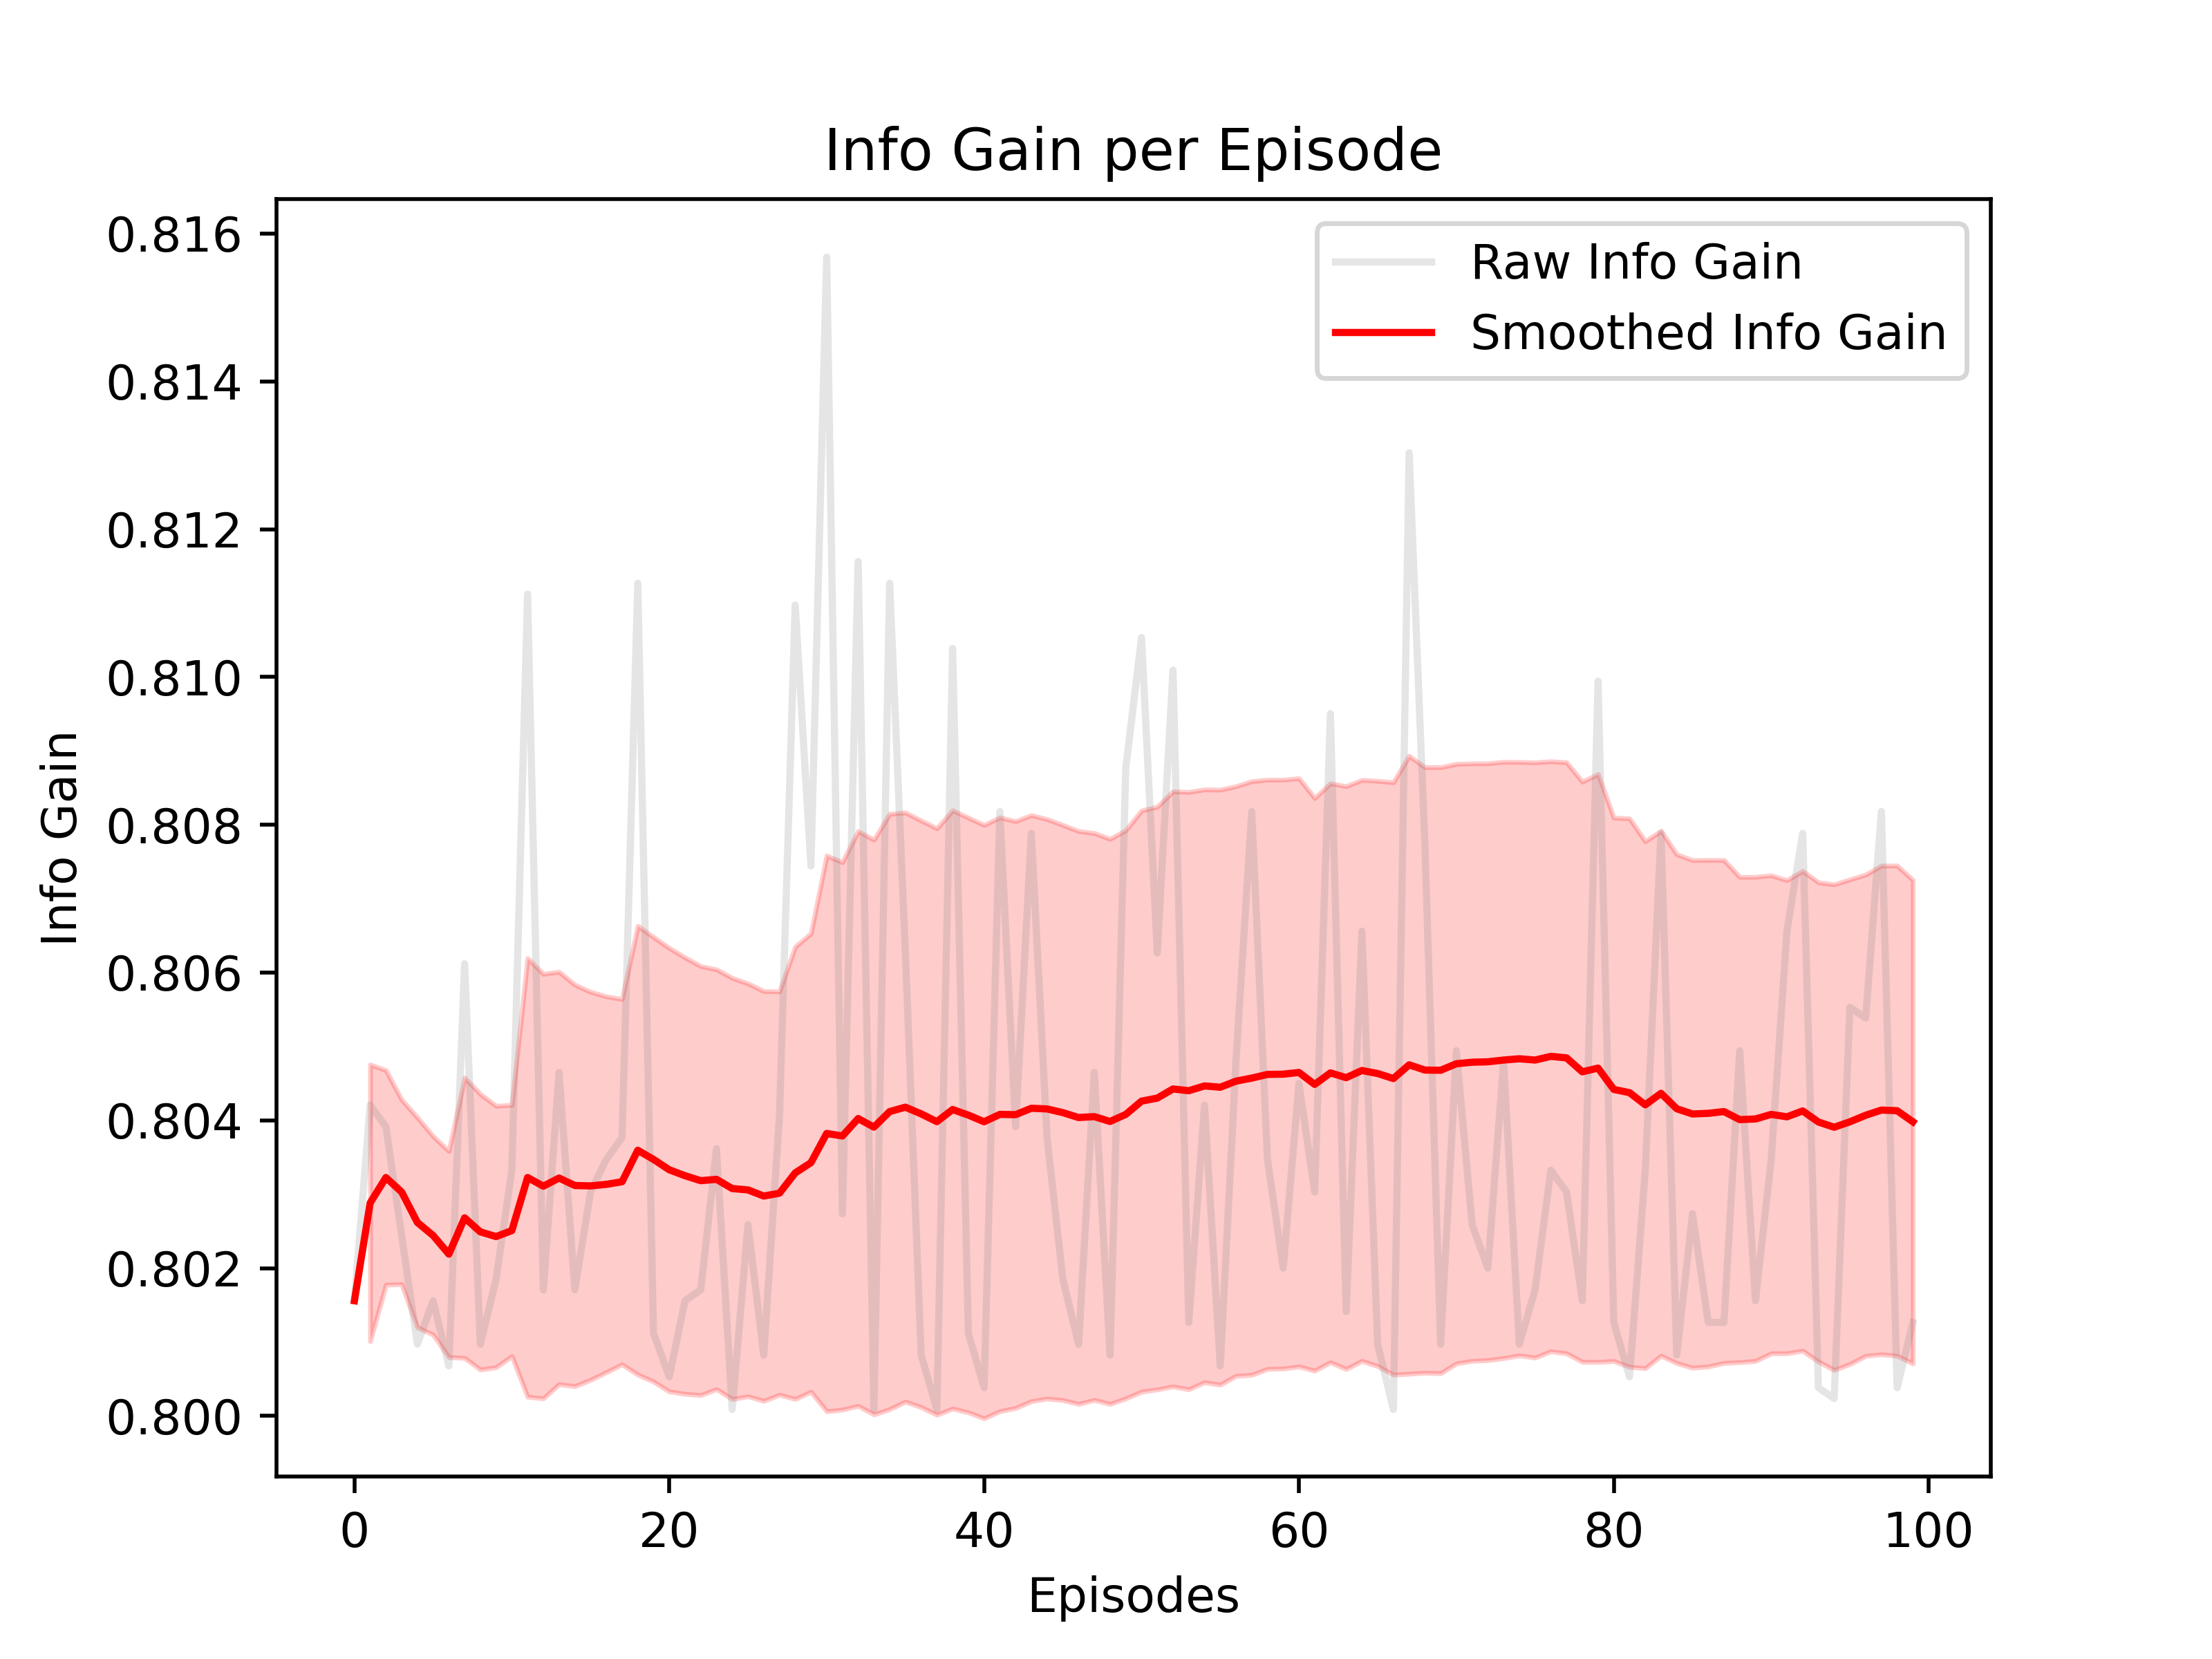 Info Gain per Episode
Raw Info Gain
Smoothed Info Gain
Info Gain
0.816
0.814
0.812
0.810
0.808
0.806
0.804
0.802
0.800
0 20 40 60 80 100
Episodes